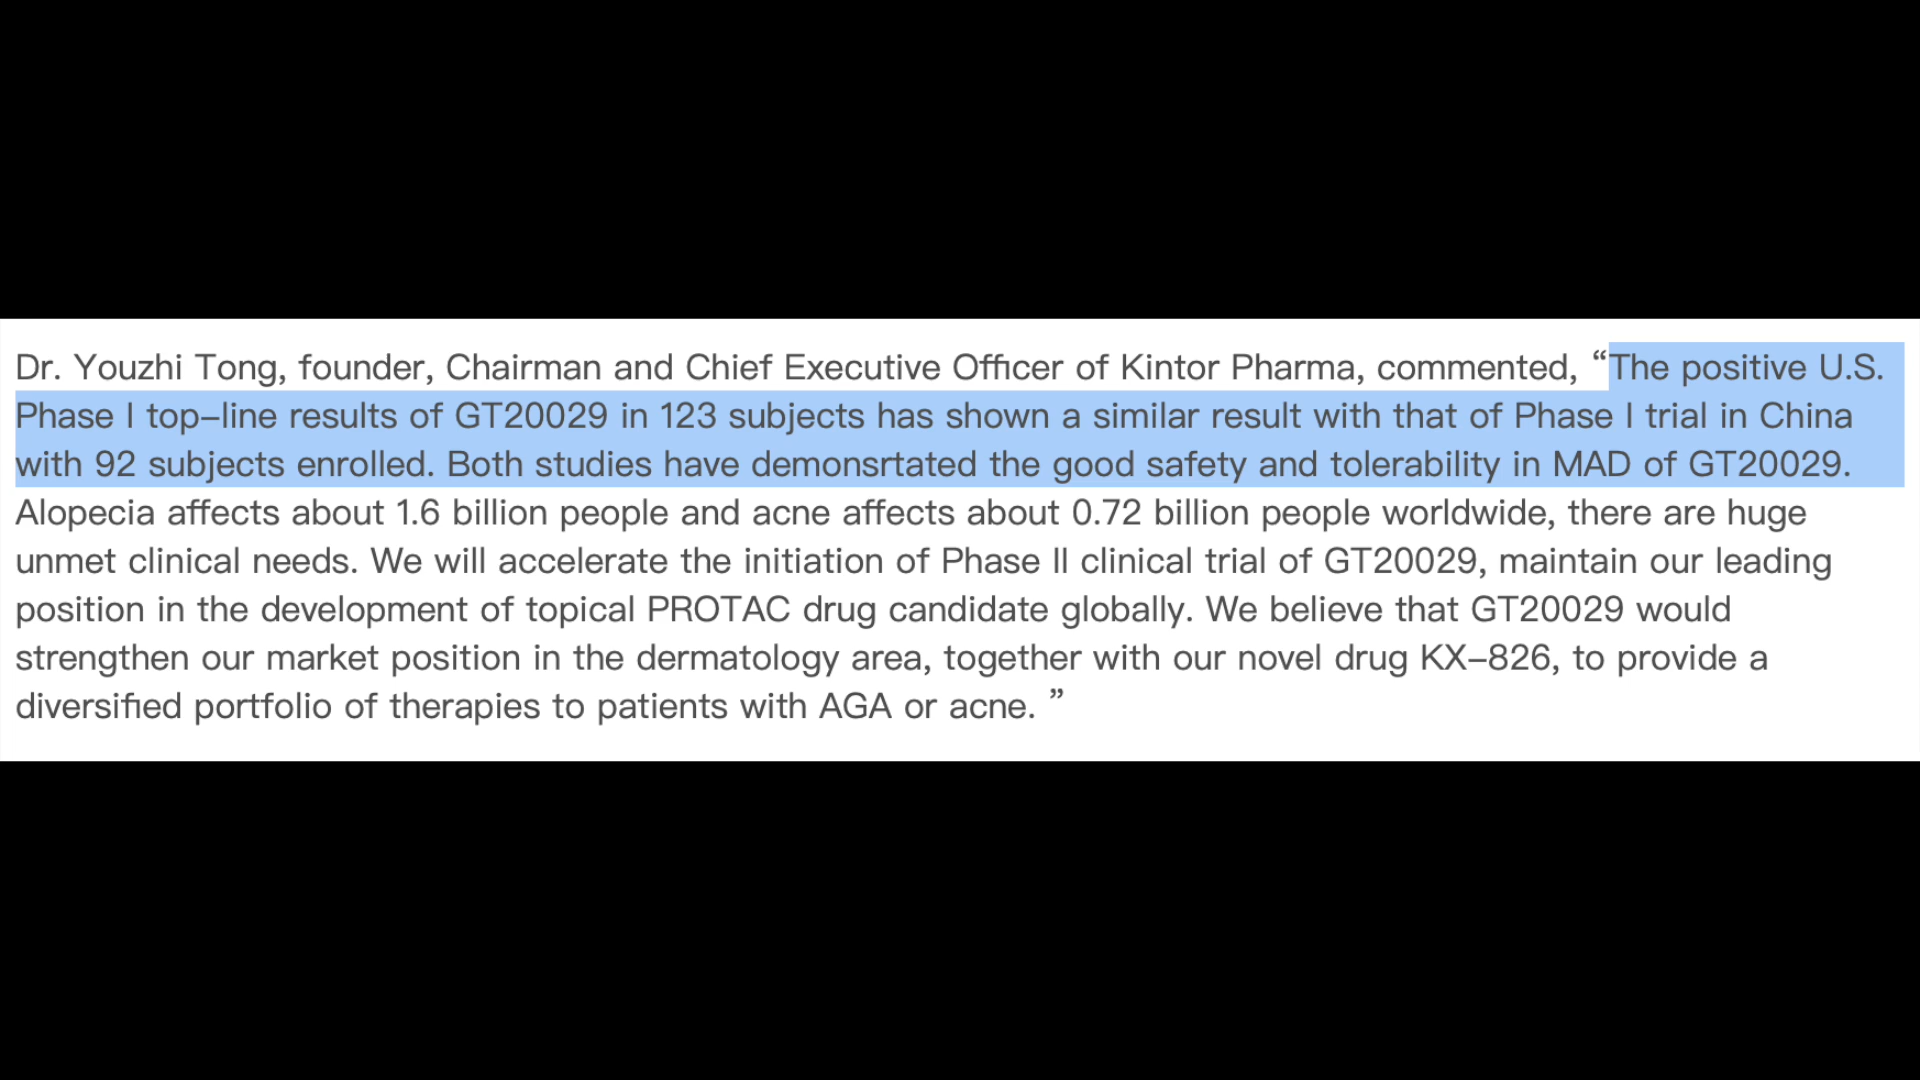 Dr. Youzhi Tong, founder, Chairman and Chief Executive Officer of Kintor Pharma, commented, “The positive U.S.
Phase I top–line results of GT20029 in 123 subjects has shown a similar result with that of Phase I trial in China
with 92 subjects enrolled. Both studies have demonsrtated the good safety and tolerability in MAD of GT20029.
Alopecia affects about 1.6 billion people and acne affects about 0.72 billion people worldwide, there are huge
unmet clinical needs. We will accelerate the initiation of Phase II clinical trial of GT20029, maintain our leading
position in the development of topical PROTAC drug candidate globally. We believe that GT20029 would
strengthen our market position in the dermatology area, together with our novel drug KX–826, to provide a
diversified portfolio of therapies to patients with AGA or acne. ”